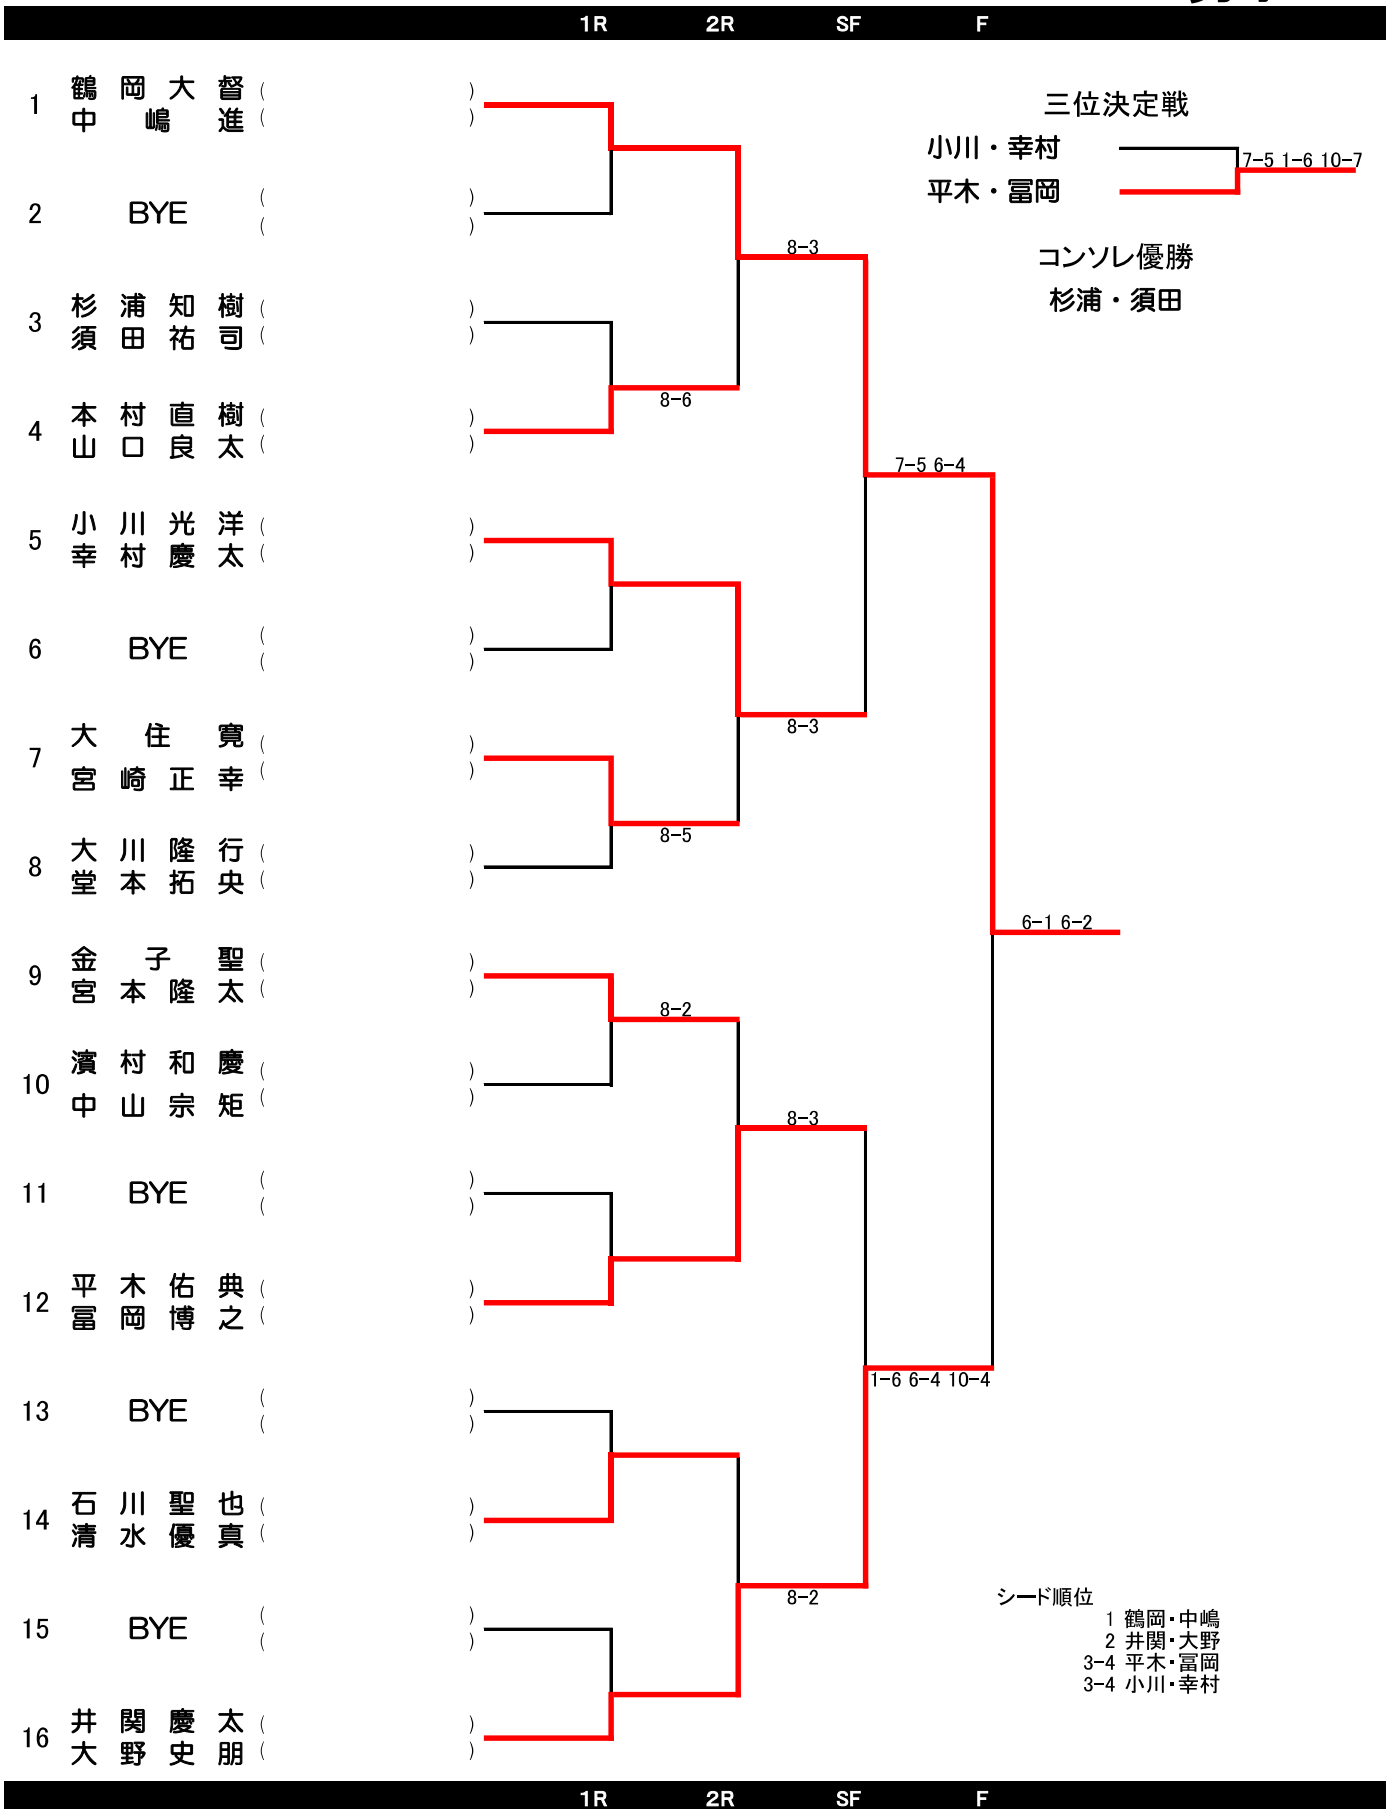 1R 2R SF F
1 鶴岡大督 ( )
中嶋進 ( )
2 BYE ( )
( )
3 杉浦知樹 ( )
須田祐司 ( )
4 本村直樹 ( )
山口良太 ( )
5 小川光洋 ( )
幸村慶太 ( )
6 BYE ( )
( )
7 大住寛 ( )
宮崎正幸 ( )
8 大川隆行 ( )
堂本拓央 ( )
9 金子聖 ( )
宮本隆太 ( )
10 濱村和慶 ( )
中山宗矩 ( )
11 BYE ( )
( )
12 平木佑典 ( )
冨岡博之 ( )
13 BYE ( )
( )
14 石川聖也 ( )
清水優真 ( )
15 BYE ( )
( )
16 井関慶太 ( )
大野史朋 ( )
8-6
8-5
8-2
8-3
8-3
8-3
8-2
7-5 6-4
1-6 6-4 10-4
6-1 6-2
三位決定戦
小川・幸村
7-5 1-6 10-7
平木・冨岡
コンソレ優勝
杉浦・須田
シード順位
1 鶴岡・中嶋
2 井関・大野
3-4 平木・冨岡
3-4 小川・幸村
1R 2R SF F